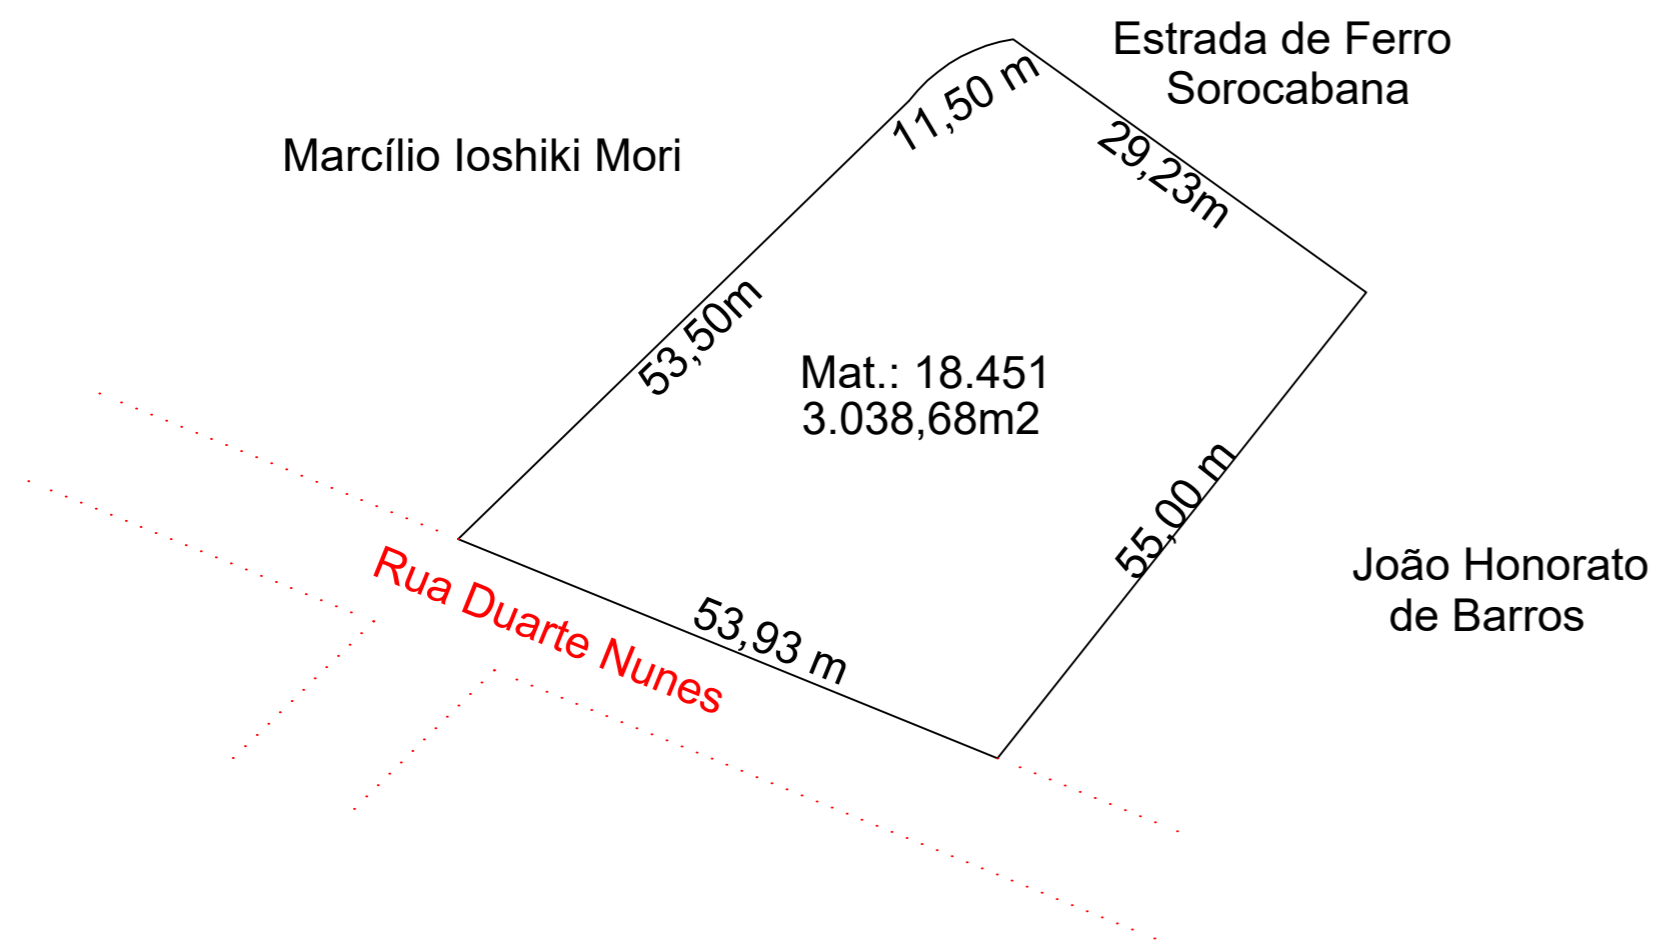 Estrada de Ferro
Sorocabana
11,50 m
29,23m
Marcílio Ioshiki Mori
53,50m
Mat.: 18.451
3.038,68m2
55,00 m
João Honorato
de Barros
53,93 m
Rua Duarte Nunes